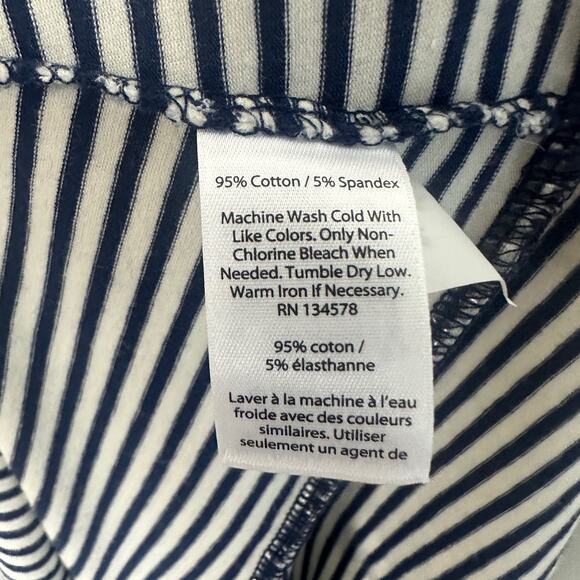 95% Cotton / 5% Spandex
Machine Wash Cold With
Like Colors. Only Non-
Chlorine Bleach When
Needed. Tumble Dry Low.
Warm Iron If Necessary.
RN 134578
95% coton /
5% élasthanne
Laver à la machine à l'eau
froide avec des couleurs
similaires. Utiliser
seulement un agent de